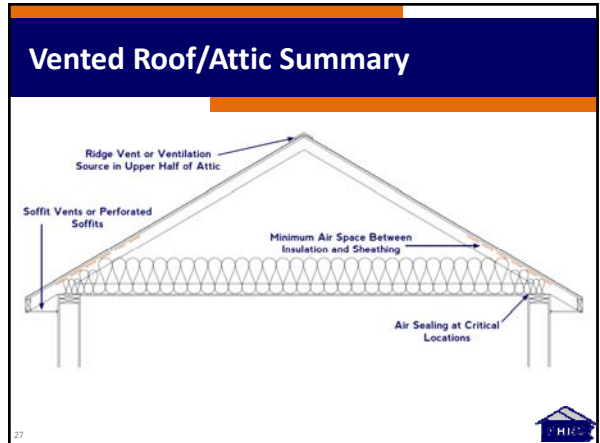 Vented Roof/Attic Summary
Ridge Vent or Ventilation
Source in Upper Half of Attic
Soffit Vents or Perforated
Soffits
Minimum Air Space Between
Insulation and Sheathing
Air Sealing at Critical
Locations
27
PHRC